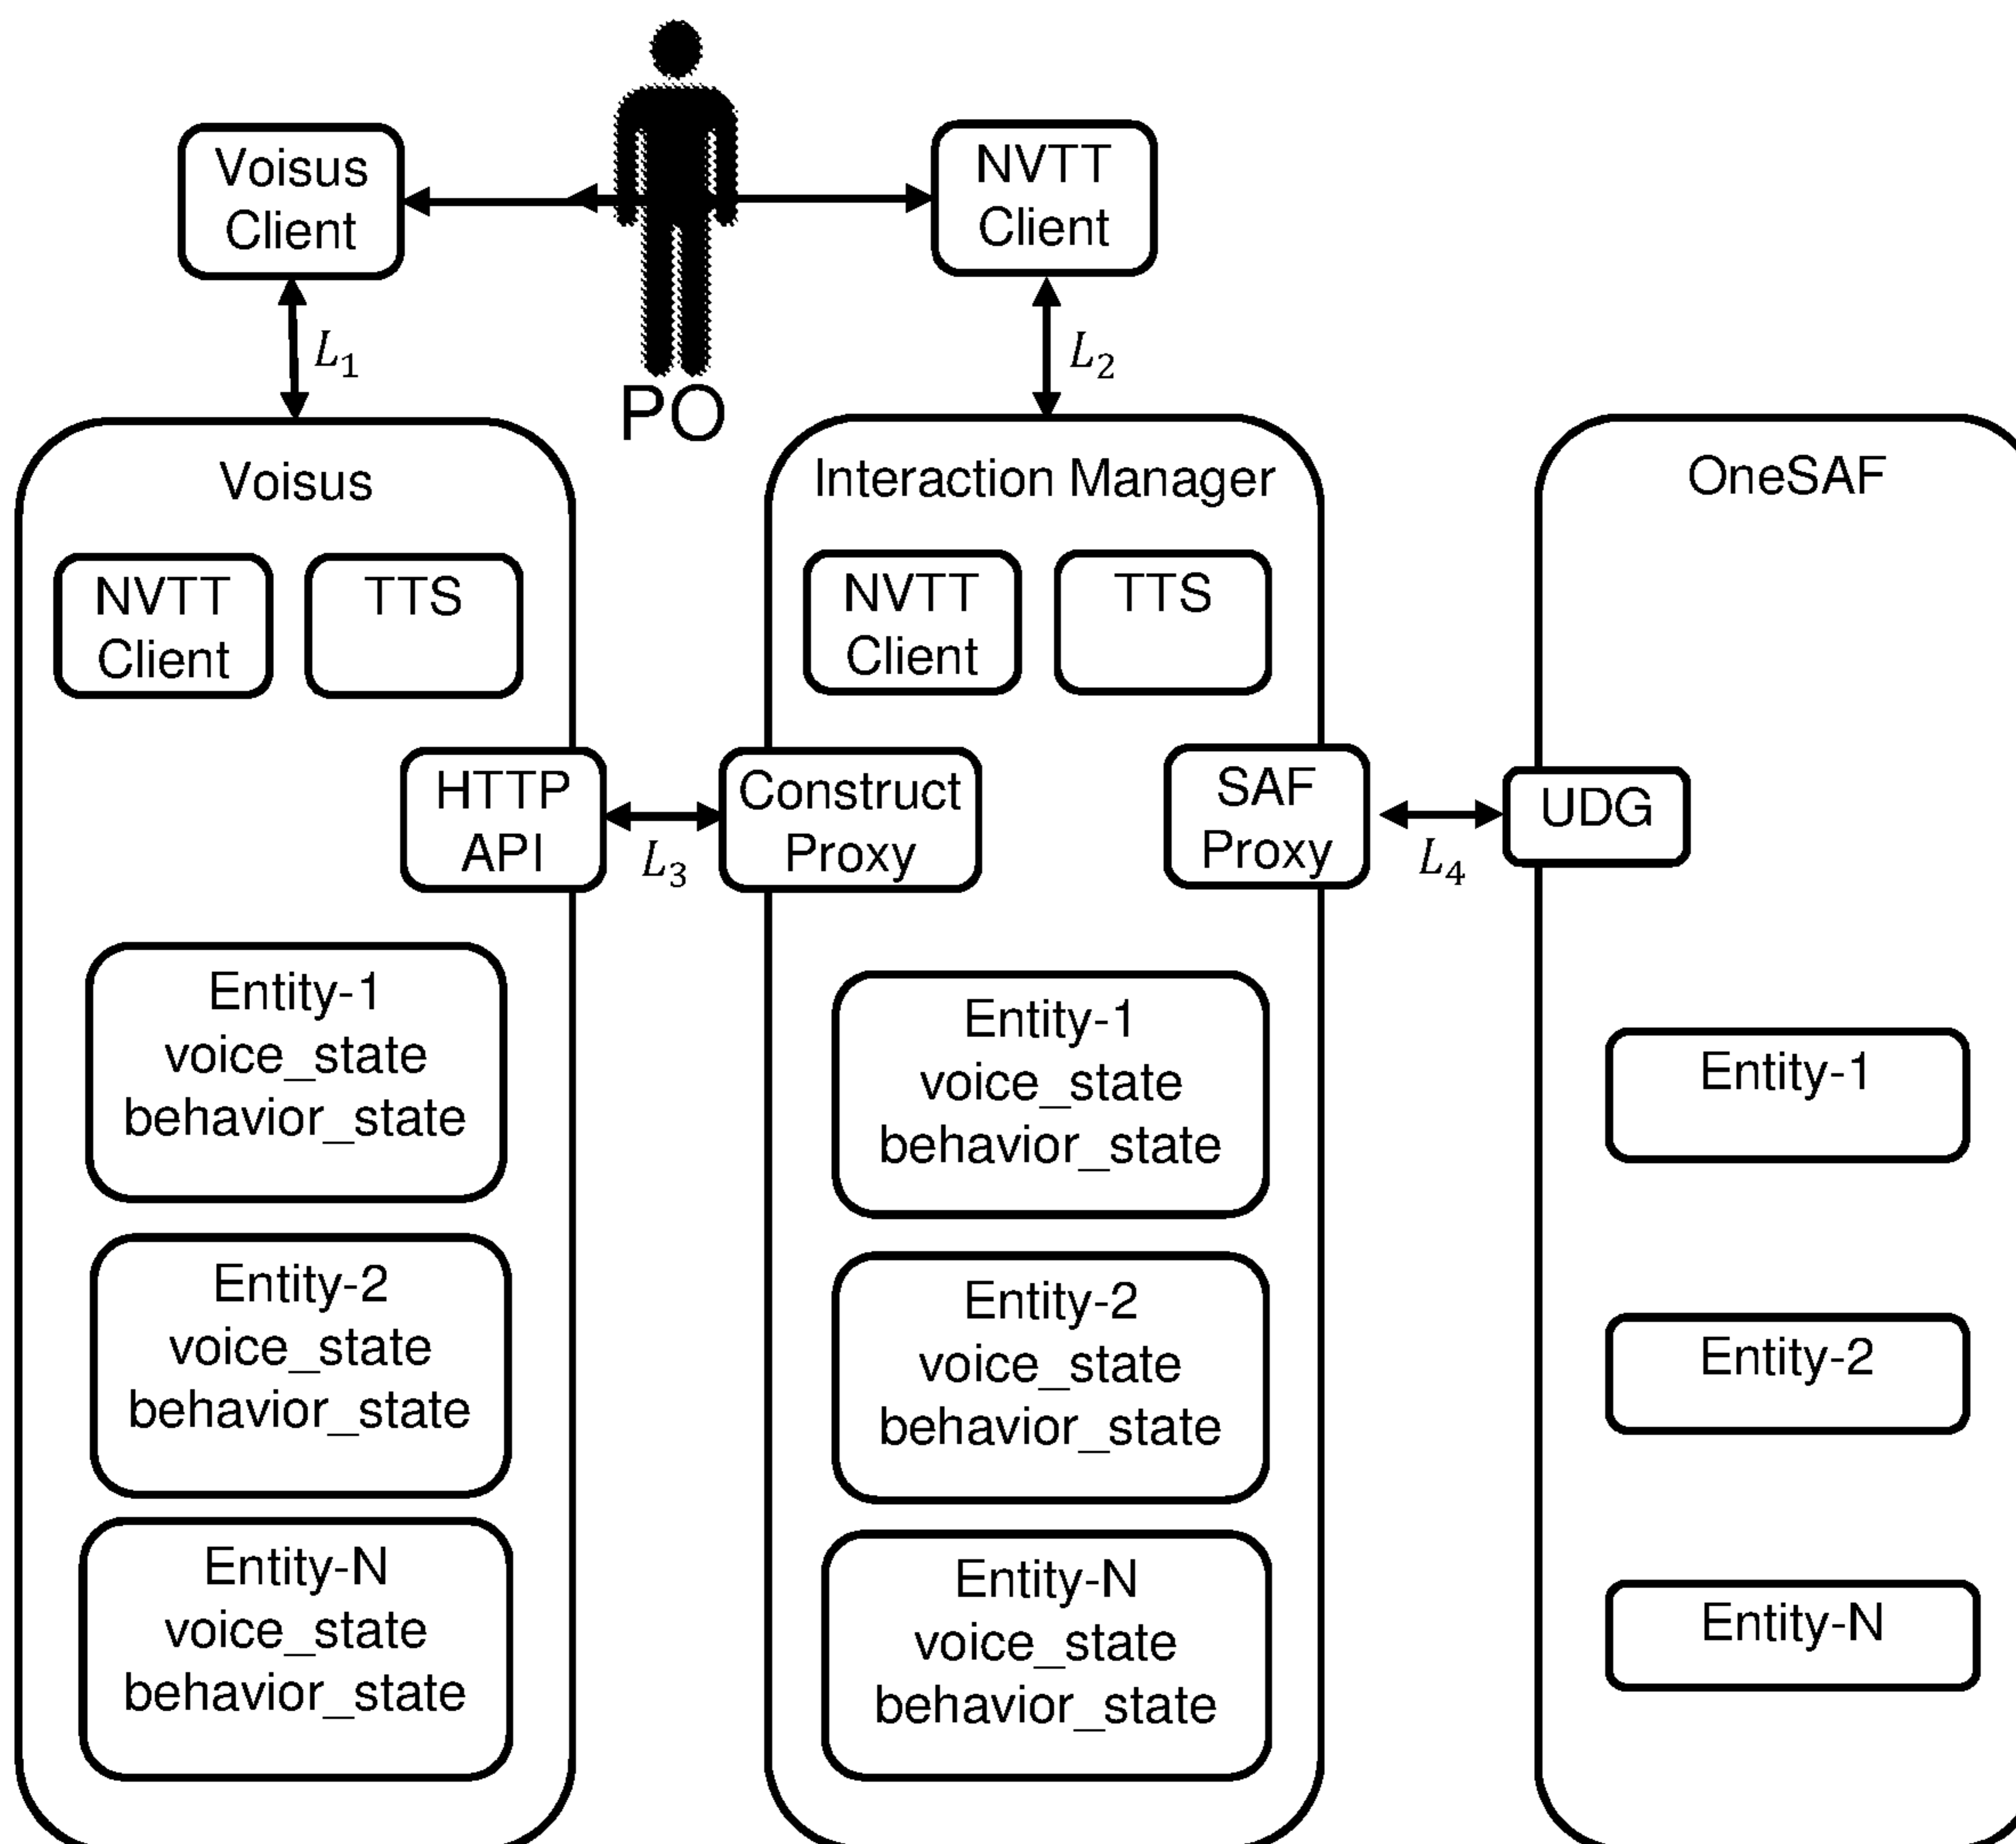 Voisus
Client
NVTT
Client
L1
L2
PO
Voisus
NVTT
Client
TTS
HTTP
API
L3
Entity-1
voice_state
behavior_state
Entity-2
voice_state
behavior_state
Entity-N
voice_state
behavior_state
Interaction Manager
NVTT
Client
TTS
Construct
Proxy
SAF
Proxy
L4
Entity-1
voice_state
behavior_state
Entity-2
voice_state
behavior_state
Entity-N
voice_state
behavior_state
OneSAF
UDG
Entity-1
Entity-2
Entity-N